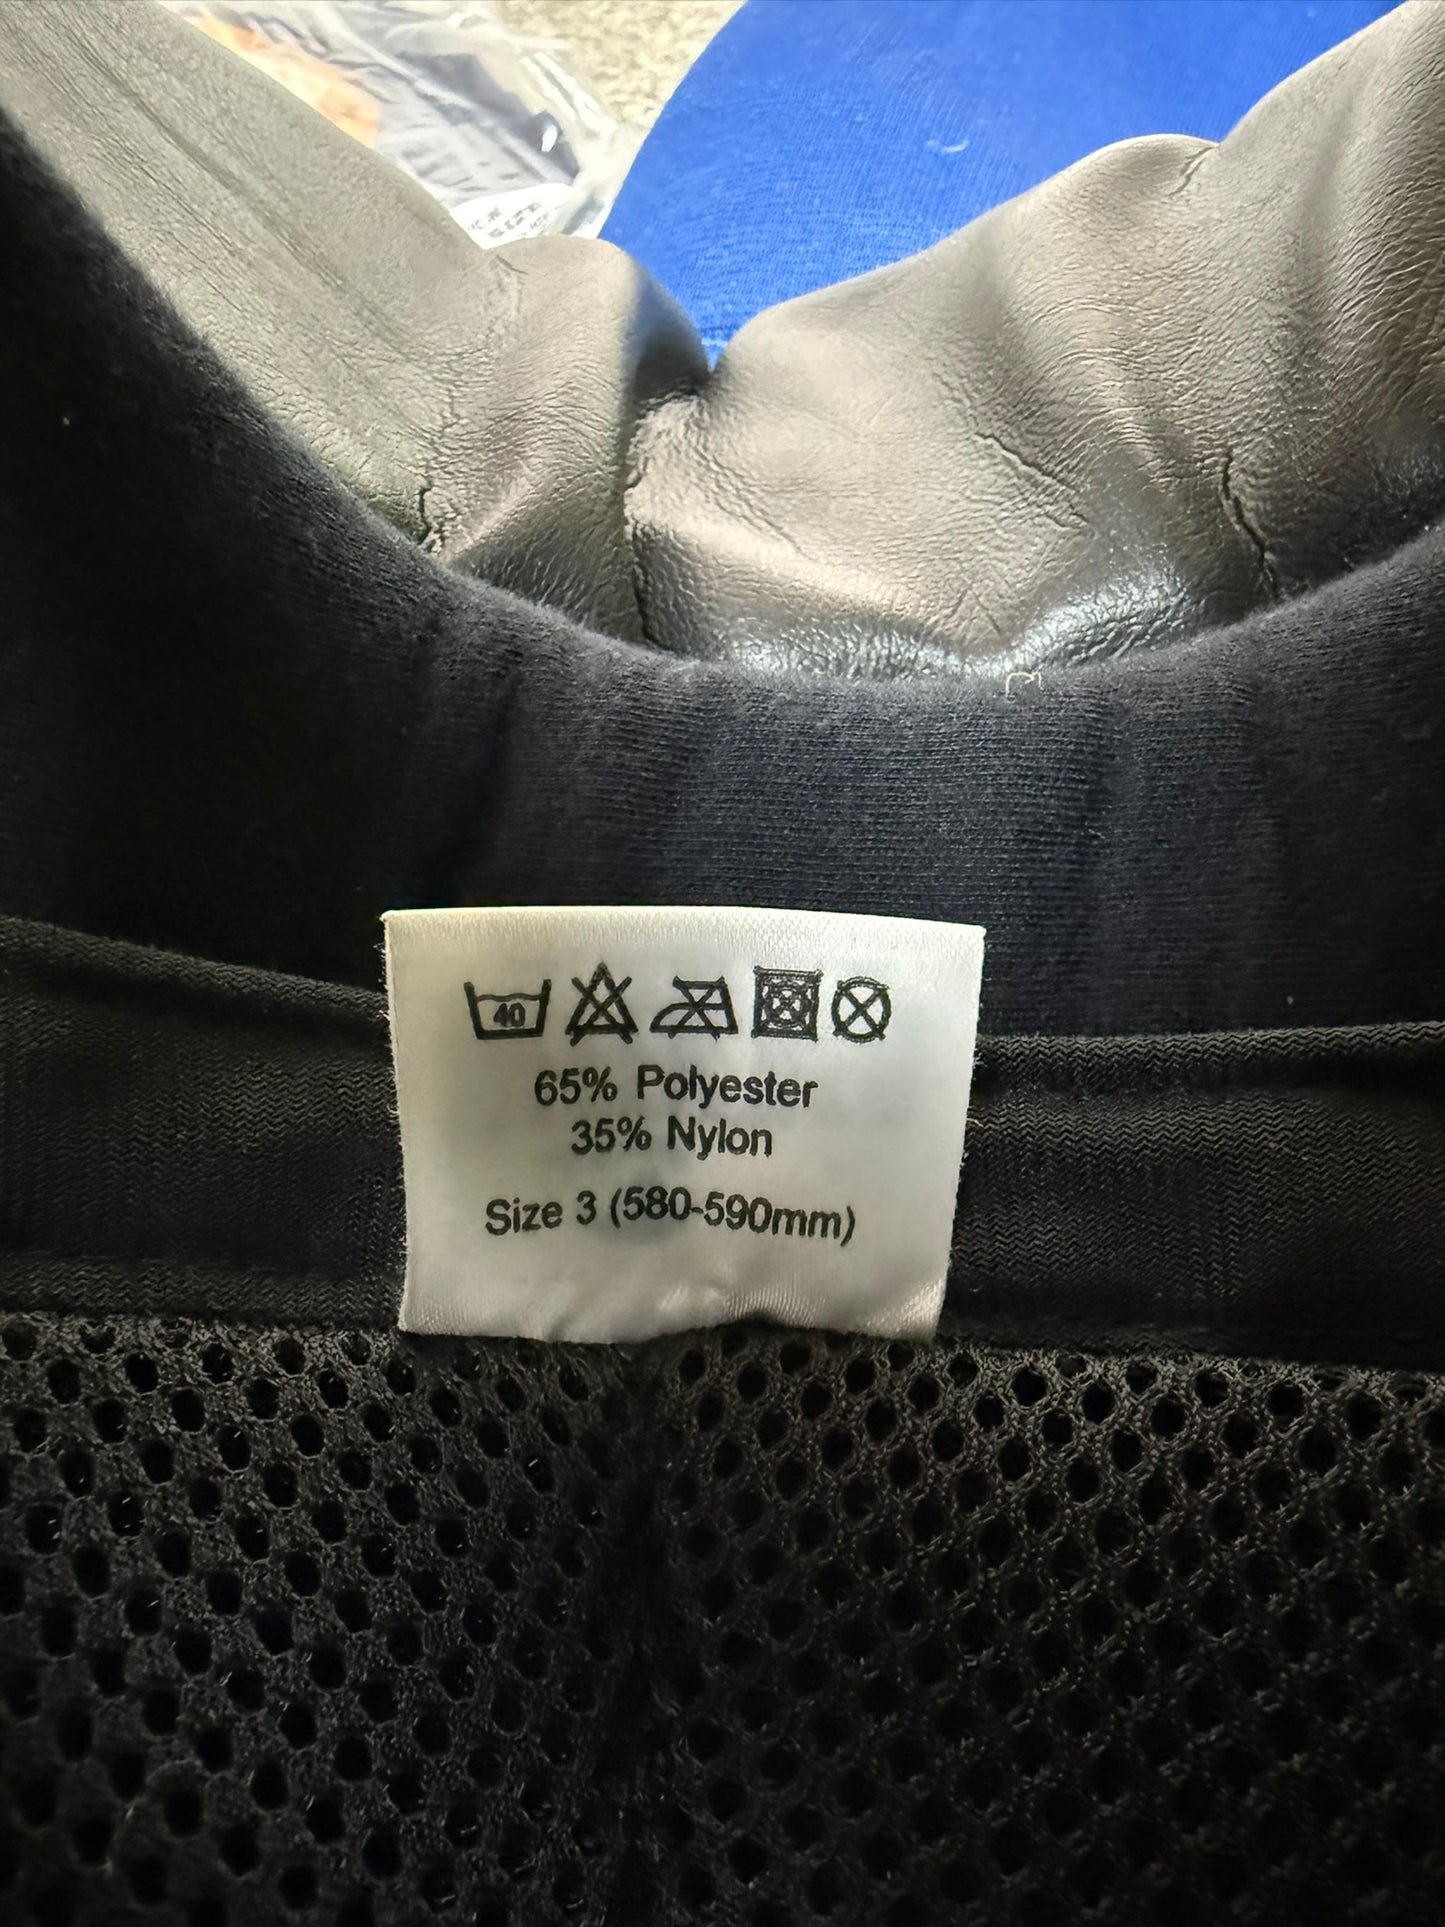 40
65% Polyester
35% Nylon
Size 3 (580-590mm)